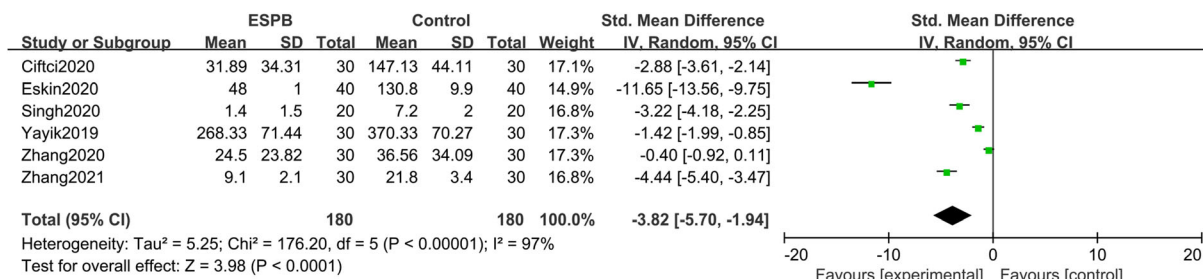 ESPB Control Std. Mean Difference Std. Mean Difference
Study or Subgroup Mean SD Total Mean SD Total Weight IV, Random, 95% CI IV, Random, 95% CI
Ciftci2020 31.89 34.31 30 147.13 44.11 30 17.1% -2.88 [-3.61, -2.14]
Eskin2020 48 1 40 130.8 9.9 40 14.9% -11.65 [-13.56, -9.75]
Singh2020 1.4 1.5 20 7.2 2 20 16.7% -3.22 [-4.18, -2.25]
Yayik2019 268.33 71.44 30 370.33 70.27 30 17.3% -1.42 [-1.99, -0.85]
Zhang2020 24.5 23.82 30 36.56 34.09 30 17.3% -0.40 [-0.92, 0.11]
Zhang2021 9.1 2.1 30 21.8 3.4 30 16.8% -4.44 [-5.40, -3.47]
Total (95% CI) 180 180 100.0% -3.82 [-5.70, -1.94]
Heterogeneity: Tau² = 5.25; Chi² = 176.20, df = 5 (P < 0.00001); I² = 97%
Test for overall effect: Z = 3.98 (P < 0.0001)
-20 -10 0 10 20
Favours [experimental] Favours [control]